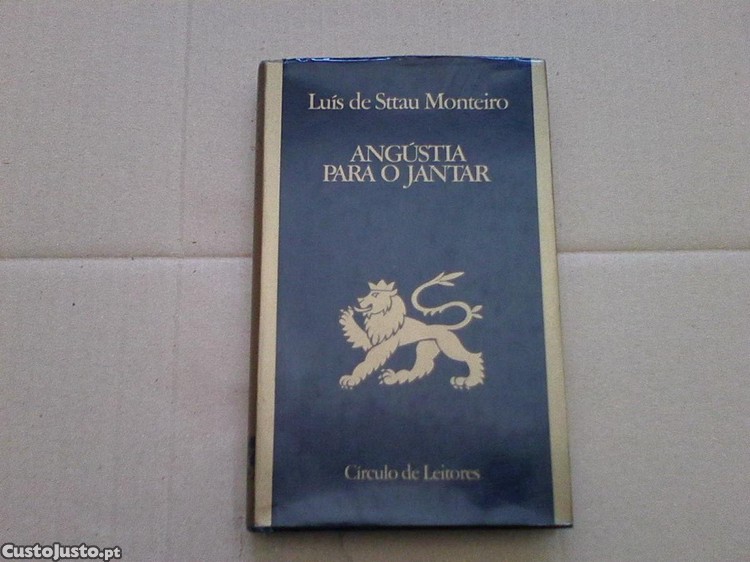 Luís de Sttau Monteiro
ANGÚSTIA
PARA O JANTAR
Círculo de Leitores
CustoJusto.pt